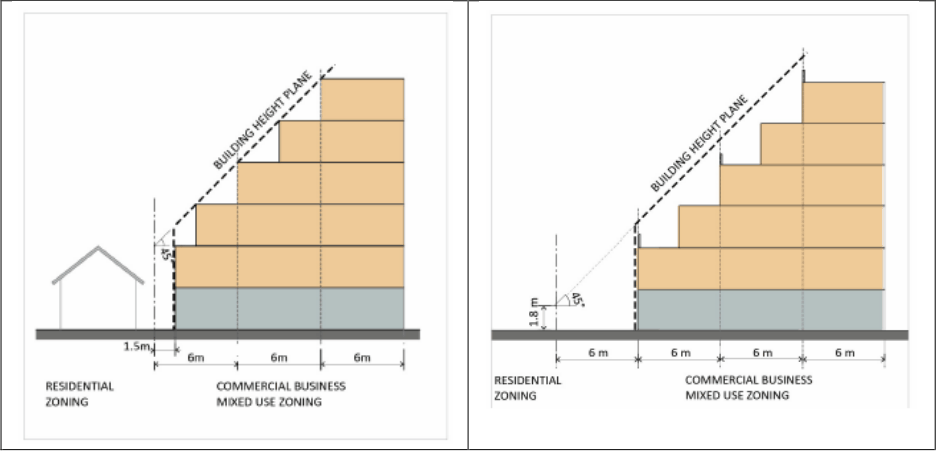 BUILDING HEIGHT PLANE
45°
1.5m
6m
6m
6m
RESIDENTIAL
ZONING
COMMERCIAL BUSINESS
MIXED USE ZONING
BUILDING HEIGHT PLANE
45°
1.8 m
6 m
6 m
6 m
6 m
RESIDENTIAL
ZONING
COMMERCIAL BUSINESS
MIXED USE ZONING